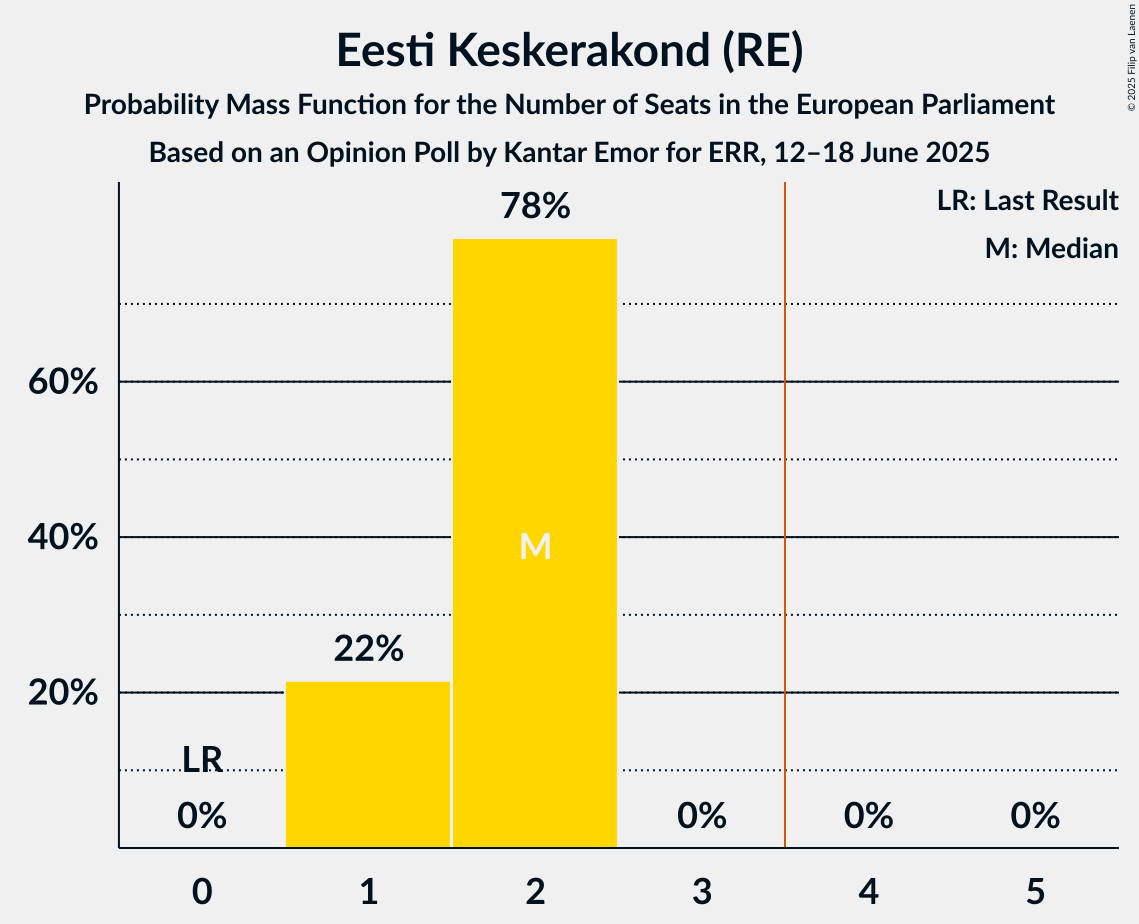 Eesti Keskerakond (RE)
Probability Mass Function for the Number of Seats in the European Parliament
Based on an Opinion Poll by Kantar Emor for ERR, 12–18 June 2025
© 2025 Filip van Laenen
LR: Last Result
M: Median
78%
60%
40%
M
22%
20%
LR
0%
0%
0%
0%
0
1
2
3
4
5